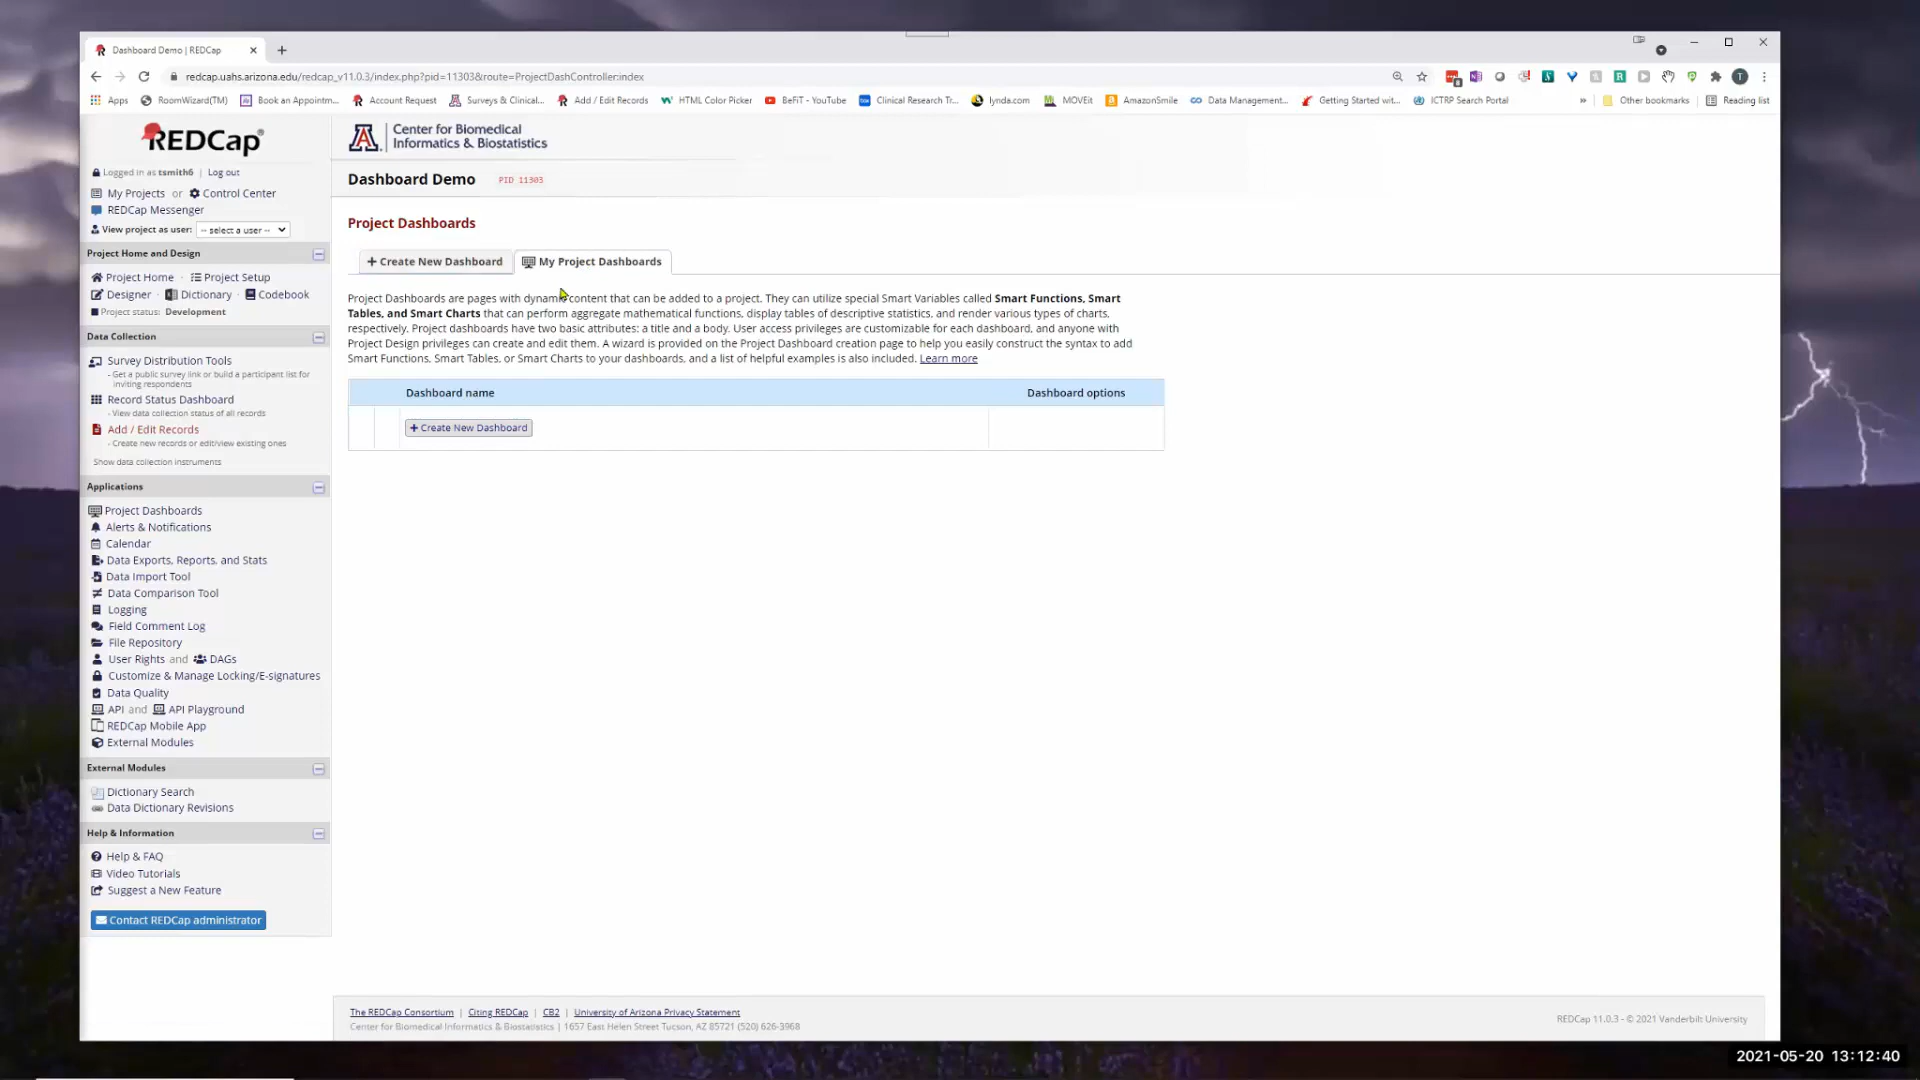 Dashboard Demo | REDCap
redcap.uahs.arizona.edu/redcap_v11.0.3/index.php?pid=11303&route=ProjectDashController:index
Apps RoomWizard(TM) Book an Appointm... Account Request Surveys & Clinical... Add / Edit Records HTML Color Picker BeFiT - YouTube Clinical Research Tr... lynda.com MOVEit AmazonSmile Data Management... Getting Started wit... ICTRP Search Portal » Other bookmarks Reading list
REDCap
Logged in as tsmith6 | Log out
My Projects or Control Center
REDCap Messenger
View project as user: -- select a user --
Project Home and Design
Project Home · Project Setup
Designer · Dictionary · Codebook
Project status: Development
Data Collection
Survey Distribution Tools
- Get a public survey link or build a participant list for
inviting respondents
Record Status Dashboard
- View data collection status of all records
Add / Edit Records
- Create new records or edit/view existing ones
Show data collection instruments
Applications
Project Dashboards
Alerts & Notifications
Calendar
Data Exports, Reports, and Stats
Data Import Tool
Data Comparison Tool
Logging
Field Comment Log
File Repository
User Rights and DAGs
Customize & Manage Locking/E-signatures
Data Quality
API and API Playground
REDCap Mobile App
External Modules
External Modules
Dictionary Search
Data Dictionary Revisions
Help & Information
Help & FAQ
Video Tutorials
Suggest a New Feature
Contact REDCap administrator
Center for Biomedical
Informatics & Biostatistics
Dashboard Demo PID 11303
Project Dashboards
+ Create New Dashboard My Project Dashboards
Project Dashboards are pages with dynamic content that can be added to a project. They can utilize special Smart Variables called Smart Functions, Smart
Tables, and Smart Charts that can perform aggregate mathematical functions, display tables of descriptive statistics, and render various types of charts,
respectively. Project dashboards have two basic attributes: a title and a body. User access privileges are customizable for each dashboard, and anyone with
Project Design privileges can create and edit them. A wizard is provided on the Project Dashboard creation page to help you easily construct the syntax to add
Smart Functions, Smart Tables, or Smart Charts to your dashboards, and a list of helpful examples is also included. Learn more
Dashboard name Dashboard options
+ Create New Dashboard
The REDCap Consortium | Citing REDCap | CB2 | University of Arizona Privacy Statement
Center for Biomedical Informatics & Biostatistics | 1657 East Helen Street Tucson, AZ 85721 (520) 626-3968
REDCap 11.0.3 - © 2021 Vanderbilt University
2021-05-20 13:12:40